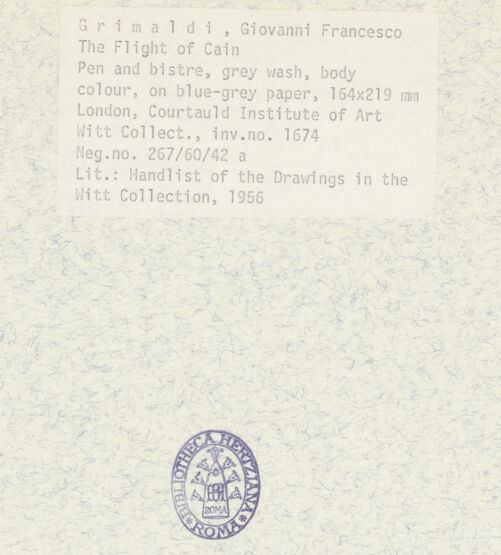 G r i m a l d i , Giovanni Francesco
The Flight of Cain
Pen and bistre, grey wash, body
colour, on blue-grey paper, 164x219 mm
London, Courtauld Institute of Art
Witt Collect., inv.no. 1674
Neg.no. 267/60/42 a
Lit.: Handlist of the Drawings in the
Witt Collection, 1956
BIBLIOTHECA HERTZIANA
BH
ROMA
* ROMA *